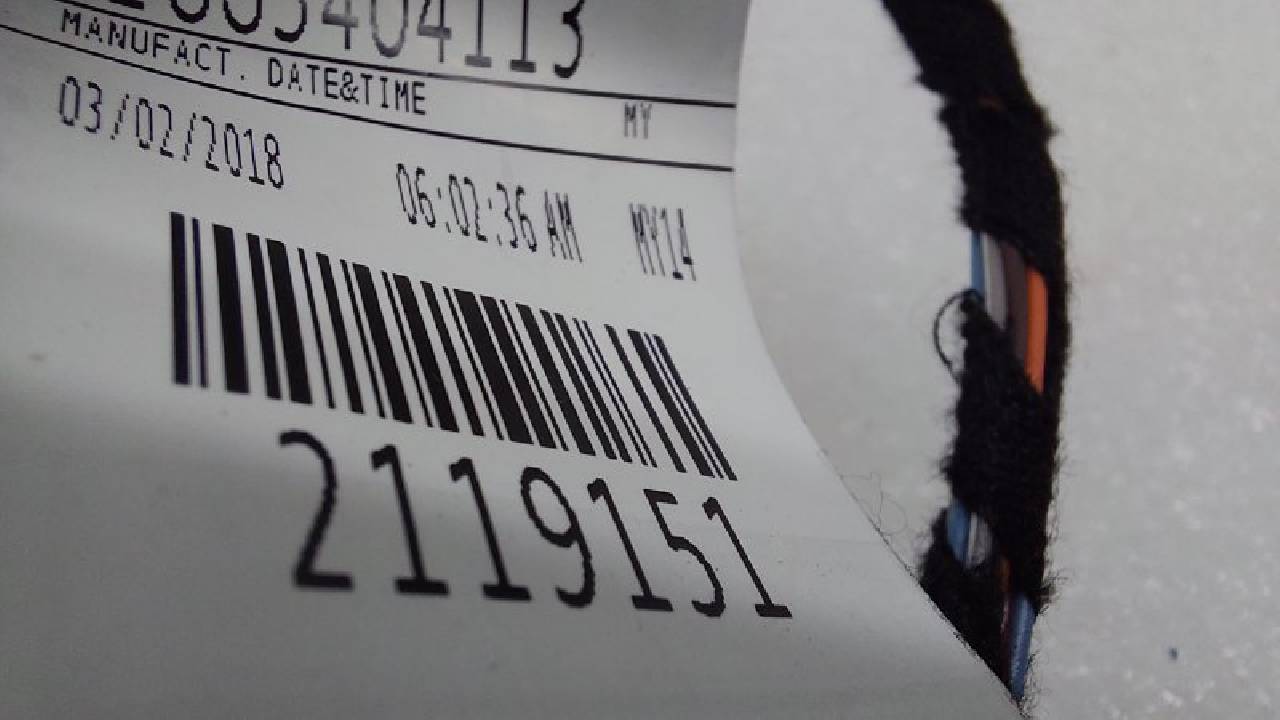 MANUFACT. DATE&TIME MY
03/02/2018 06:02:36 AM MY14
2119151